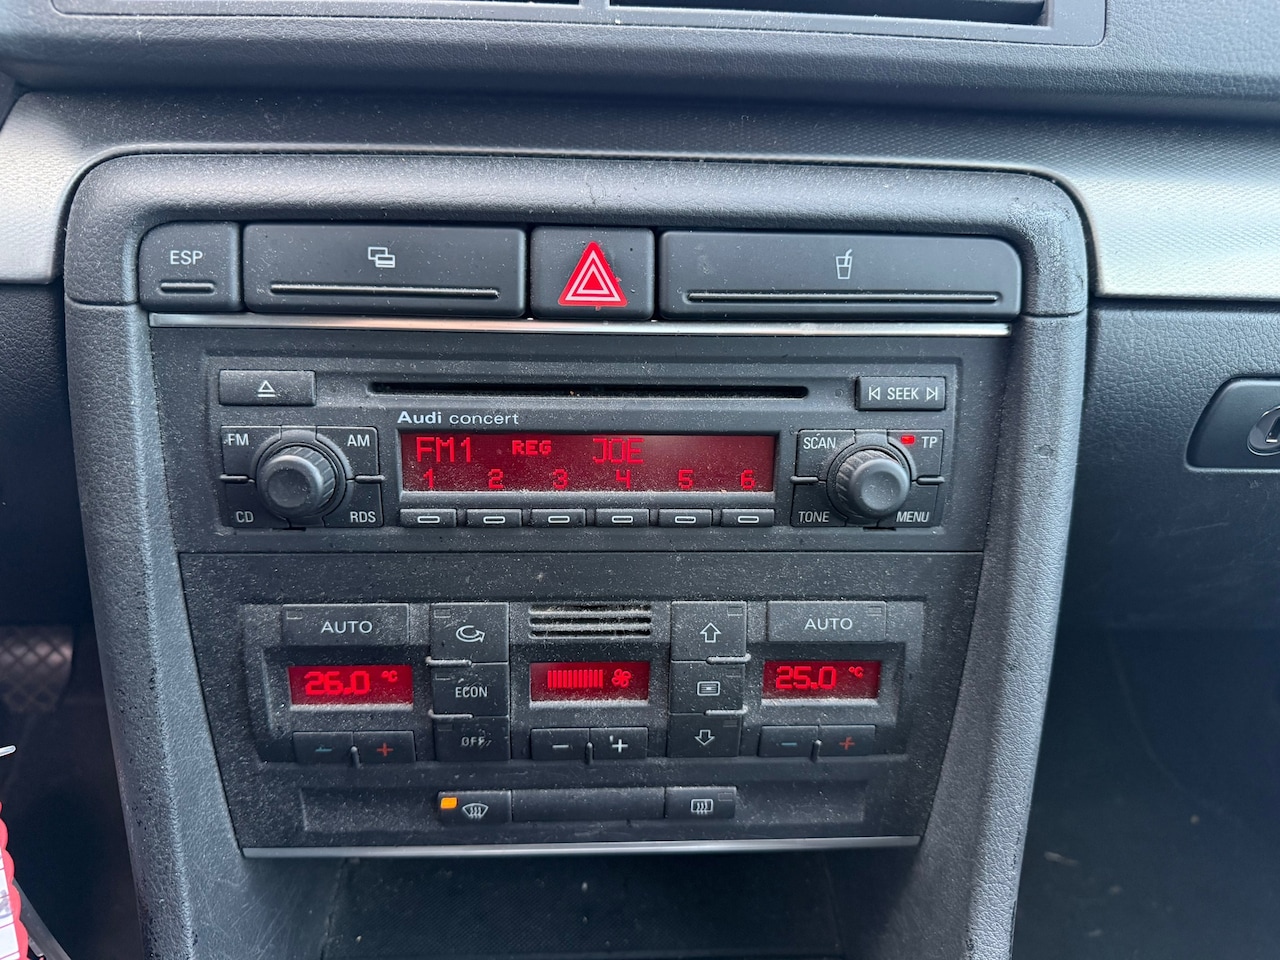 ESP
SEEK
Audi concert
FM AM
FM1 REG JOE
1 2 3 4 5 6
SCAN TP
CD RDS
TONE MENU
AUTO AUTO
26.0 °C
25.0 °C
ECON
OFF
- + - + - +